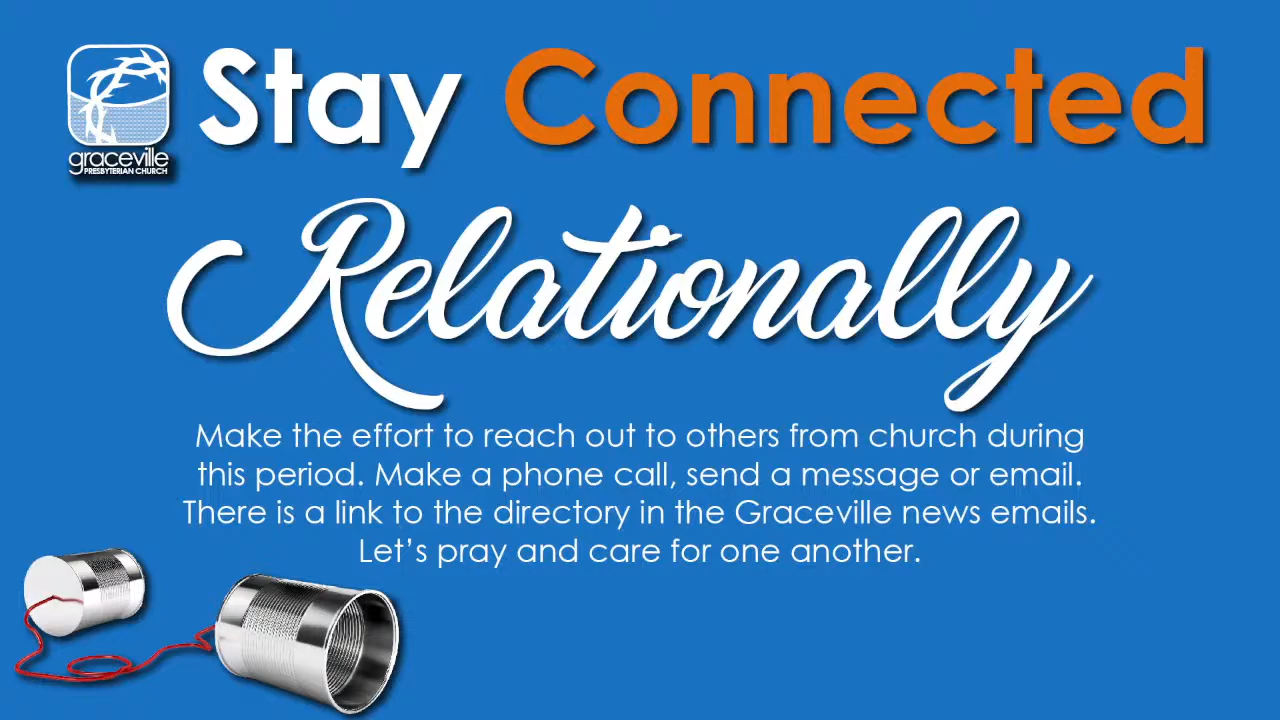 Stay Connected
graceville
PRESBYTERIAN CHURCH
Relationally
Make the effort to reach out to others from church during
this period. Make a phone call, send a message or email.
There is a link to the directory in the Graceville news emails.
Let’s pray and care for one another.